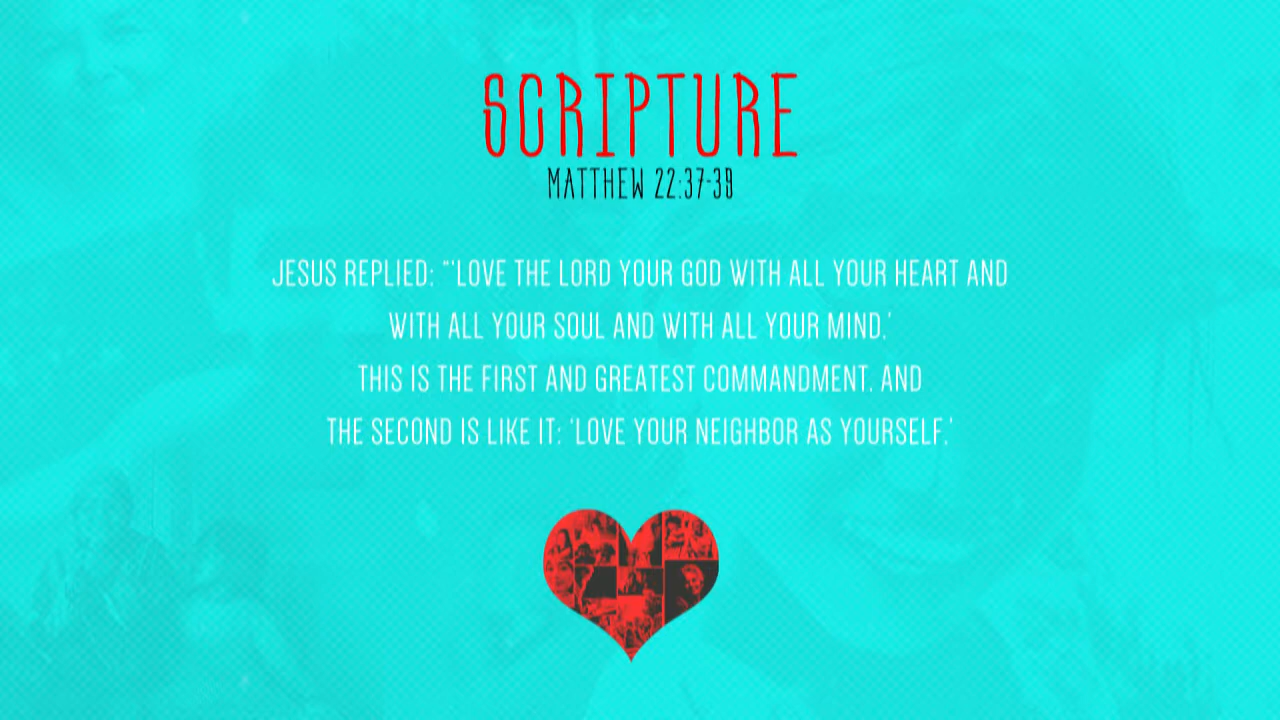 SCRIPTURE
MATTHEW 22:37-39
JESUS REPLIED: "'LOVE THE LORD YOUR GOD WITH ALL YOUR HEART AND
WITH ALL YOUR SOUL AND WITH ALL YOUR MIND.'
THIS IS THE FIRST AND GREATEST COMMANDMENT. AND
THE SECOND IS LIKE IT: 'LOVE YOUR NEIGHBOR AS YOURSELF.'